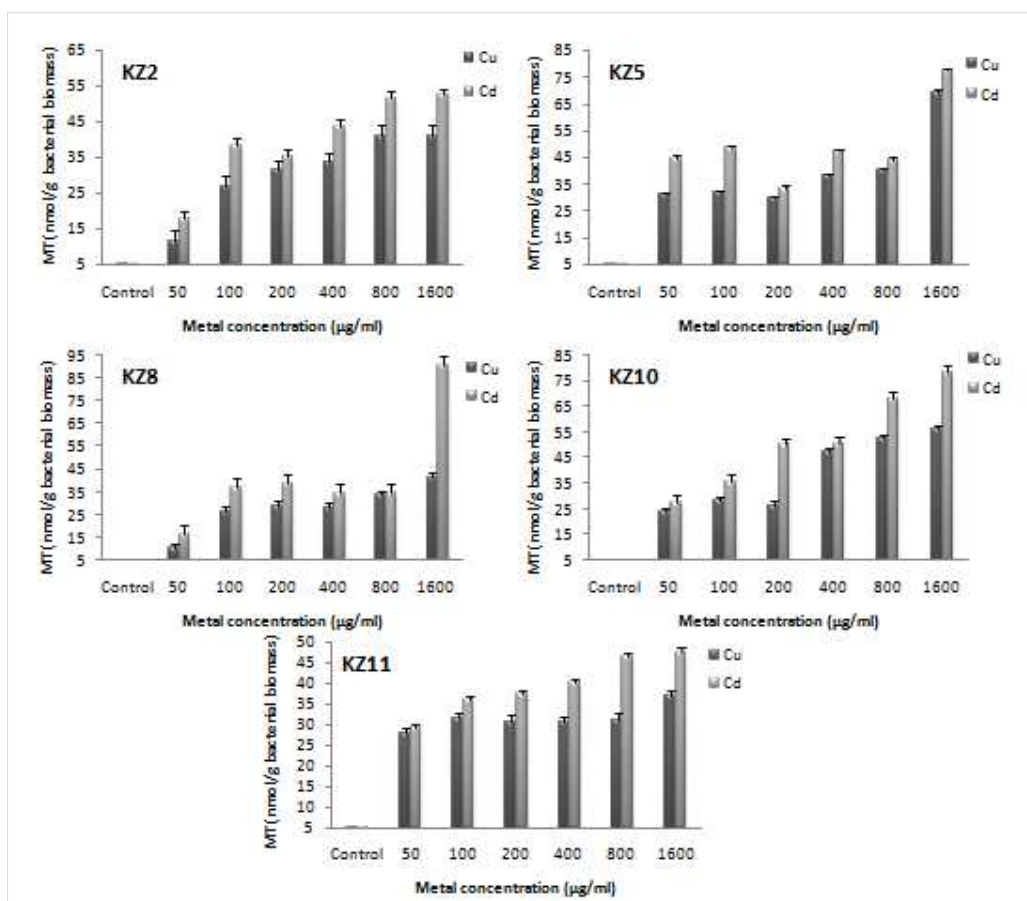 KZ2
MT( nmol/g bacterial biomass)
65
55
45
35
25
15
5
Control 50 100 200 400 800 1600
Metal concentration (µg/ml)
Cu
Cd
KZ5
MT( nmol/g bacterial biomass)
85
75
65
55
45
35
25
15
5
Control 50 100 200 400 800 1600
Metal concentration (µg/ml)
Cu
Cd
KZ8
MT( nmol/g bacterial biomass)
95
85
75
65
55
45
35
25
15
5
Control 50 100 200 400 800 1600
Metal concentration (µg/ml)
Cu
Cd
KZ10
MT( nmol/g bacterial biomass)
85
75
65
55
45
35
25
15
5
Control 50 100 200 400 800 1600
Metal concentration (µg/ml)
Cu
Cd
KZ11
MT( nmol/g bacterial biomass)
50
45
40
35
30
25
20
15
10
5
Control 50 100 200 400 800 1600
Metal concentration (µg/ml)
Cu
Cd